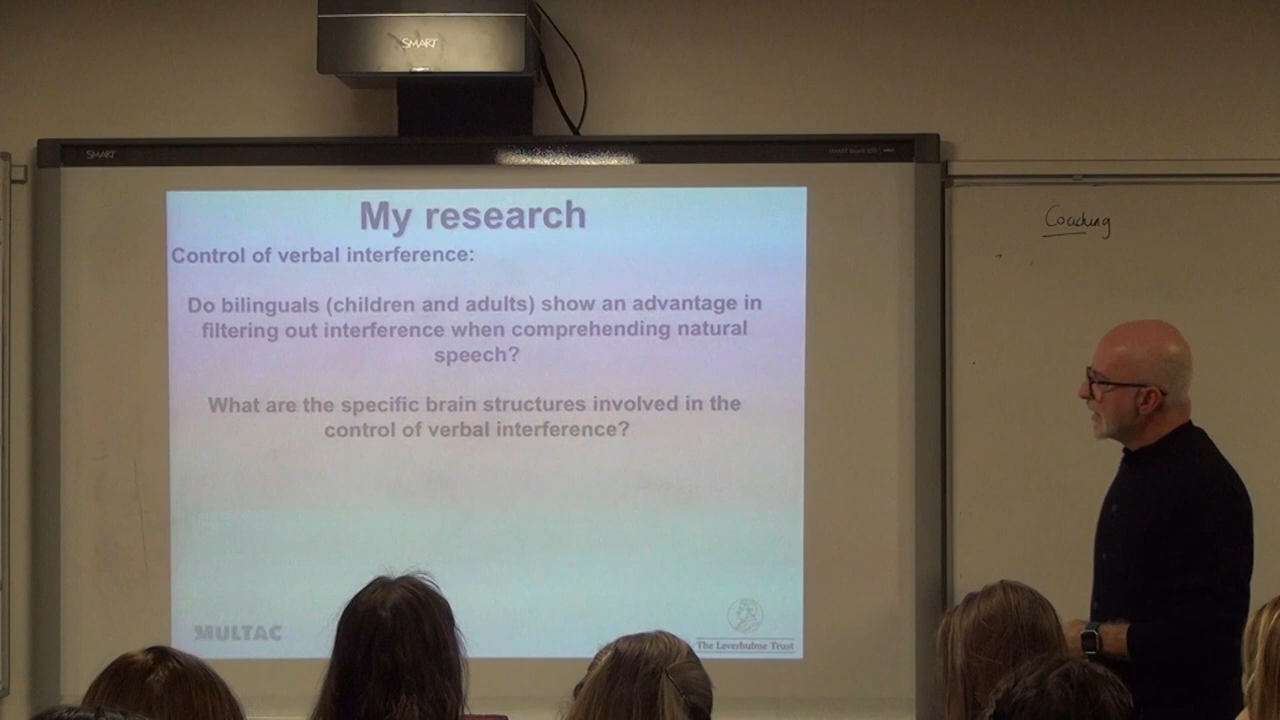 SMART
SMART
My research
Control of verbal interference:
Do bilinguals (children and adults) show an advantage in
filtering out interference when comprehending natural
speech?
What are the specific brain structures involved in the
control of verbal interference?
MULTAC
The Leverhulme Trust
Coaching